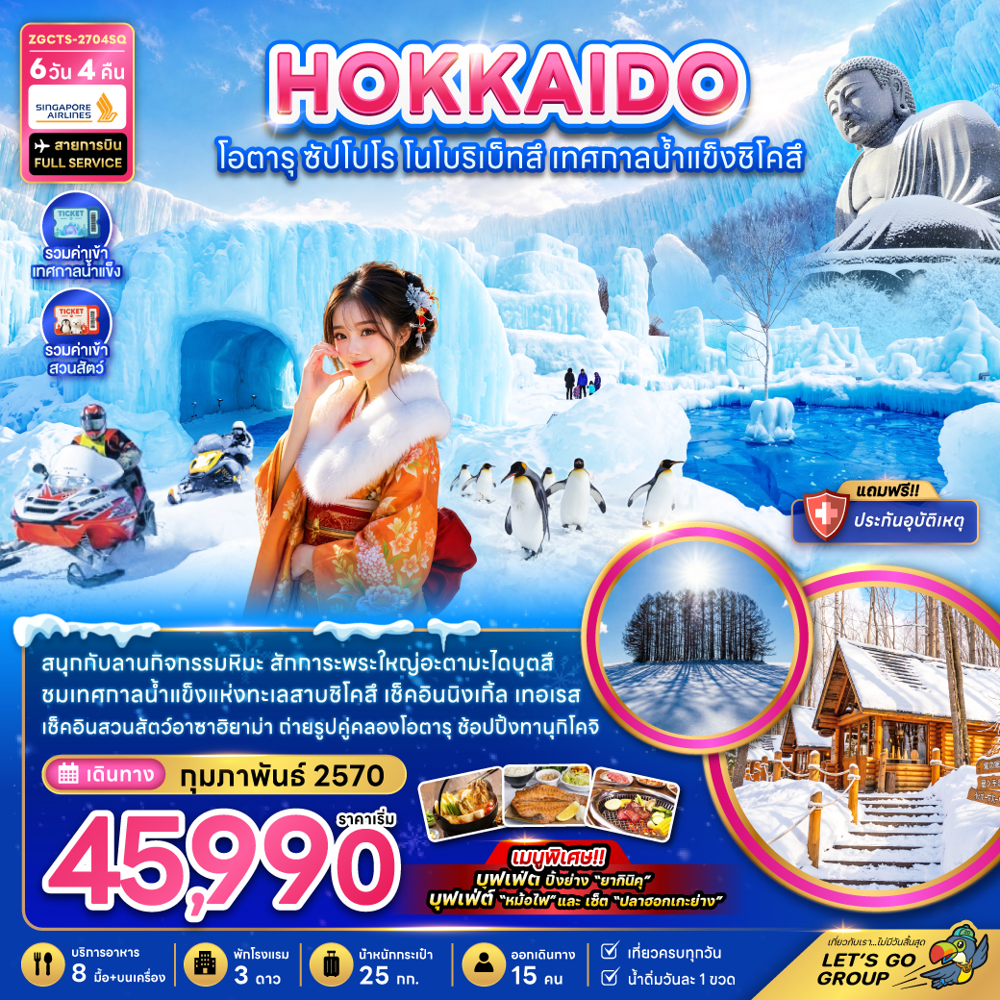 ZGCTS-2704SQ
6 วัน 4 คืน
SINGAPORE AIRLINES
สายการบิน
FULL SERVICE
HOKKAIDO
โอตารุ ซัปโปโร โนโบริเบ็ทสึ เทศกาลน้ำแข็งชิโคสึ
TICKET
รวมค่าเข้า
เทศกาลน้ำแข็ง
TICKET
รวมค่าเข้า
สวนสัตว์
แถมฟรี!!
ประกันอุบัติเหตุ
สนุกกับลานกิจกรรมหิมะ สักการะพระใหญ่อะตามะไดบุตสึ
ชมเทศกาลน้ำแข็งแห่งทะเลสาบชิโคสึ เช็คอินนิงเกิ้ล เทอเรส
เช็คอินสวนสัตว์อาซาฮิยาม่า ถ่ายรูปคู่คลองโอตารุ ช้อปปิ้งทานุกิโคจิ
เดินทาง กุมภาพันธ์ 2570
ราคาเริ่ม
45,990
เมนูพิเศษ!!
บุฟเฟ่ต์ ปิ้งย่าง "ยากินิคุ"
บุฟเฟ่ต์ "หม้อไฟ" และ เซ็ต "ปลาฮอกเกะย่าง"
บริการอาหาร
8 มื้อ+บนเครื่อง
พักโรงแรม
3 ดาว
น้ำหนักกระเป๋า
25 กก.
ออกเดินทาง
15 คน
เที่ยวครบทุกวัน
น้ำดื่มวันละ 1 ขวด
เที่ยวกับเรา...ไม่มีวันสิ้นสุด
LET'S GO
GROUP